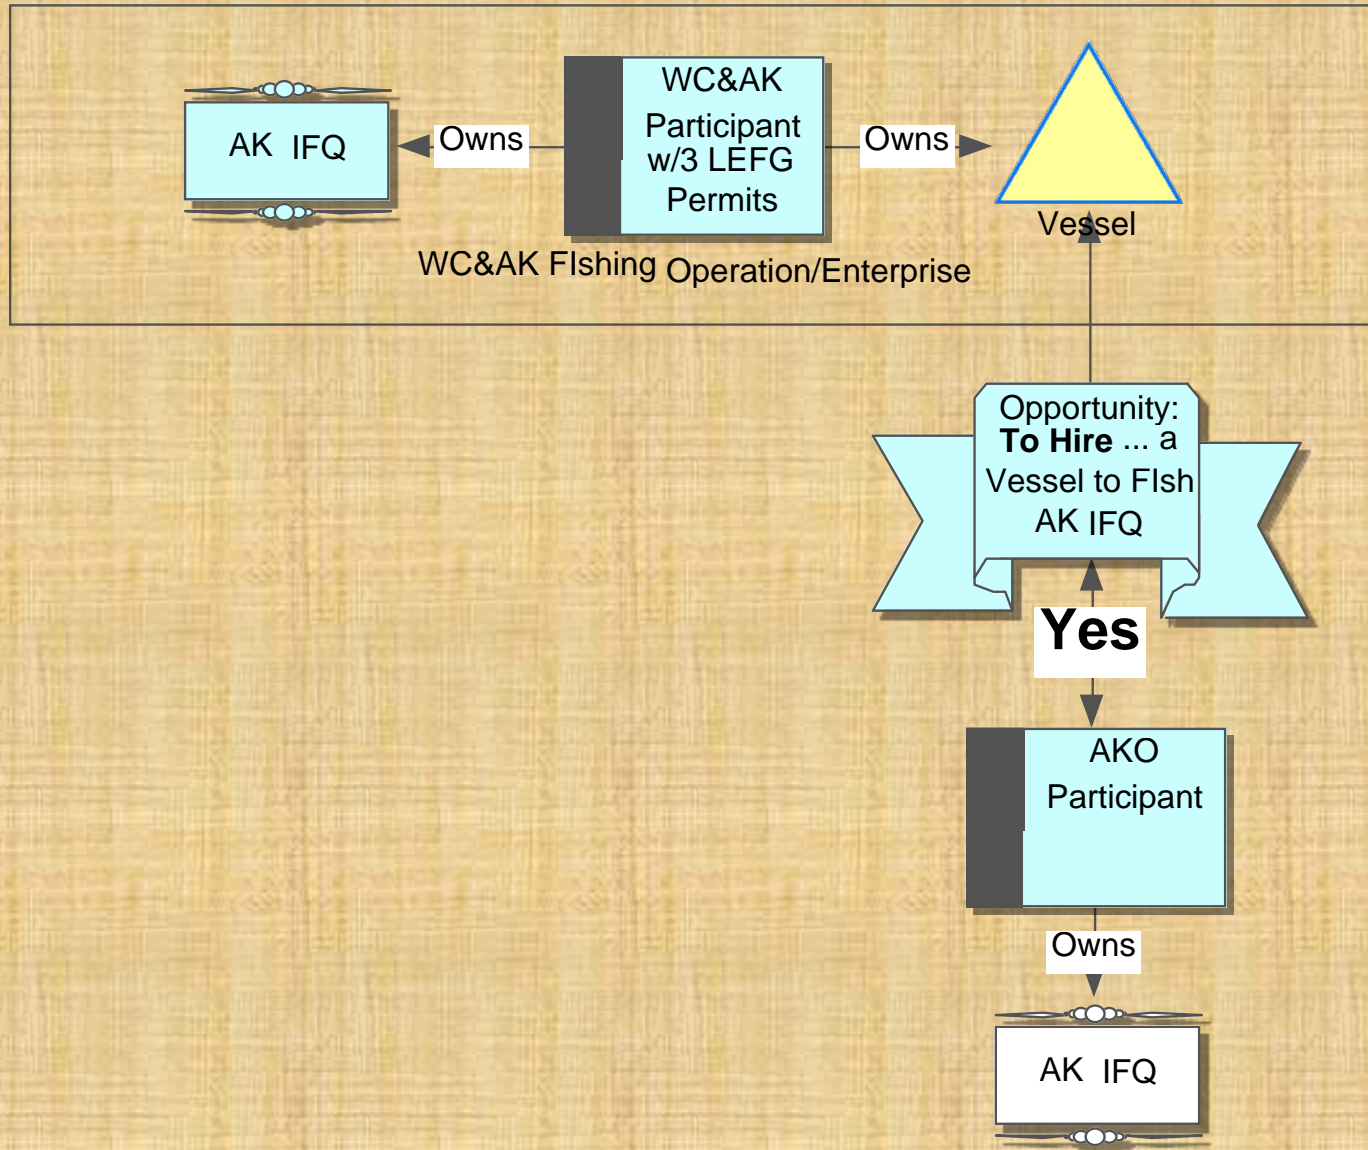 AK IFQ
Owns
WC&AK
Participant
w/3 LEFG
Permits
Owns
Vessel
WC&AK FIshing Operation/Enterprise
Opportunity:
To Hire ... a
Vessel to FIsh
AK IFQ
Yes
AKO
Participant
Owns
AK IFQ